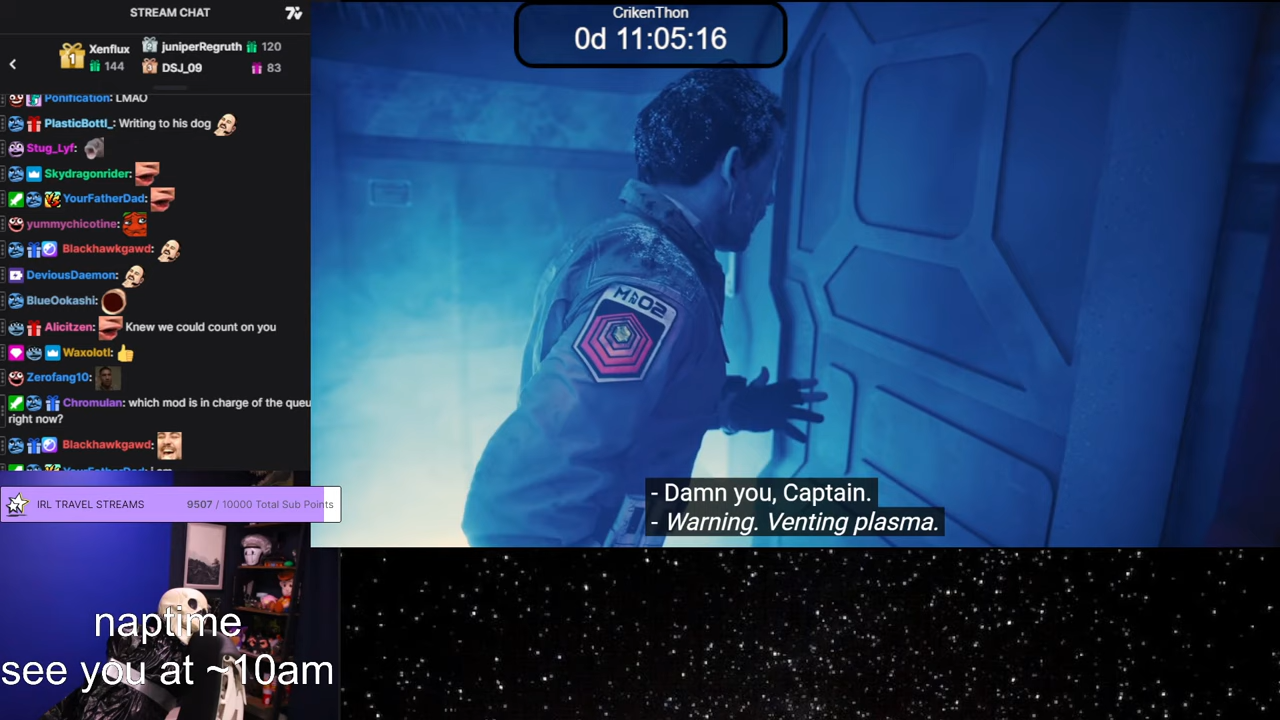 STREAM CHAT
Xenflux
144
juniperRegruth 120
DSJ_09 83
Ponification: LMAO
PlasticBottl_: Writing to his dog
Stug_Lyf:
Skydragonrider:
YourFatherDad:
yummychicotine:
Blackhawkgawd:
DeviousDaemon:
BlueOokashi:
Alicitzen: Knew we could count on you
Waxolotl:
Zerofang10:
Chromulan: which mod is in charge of the queu
right now?
Blackhawkgawd:
YourFatherDad: i am
IRL TRAVEL STREAMS 9507 / 10000 Total Sub Points
naptime
see you at ~10am
CrikenThon
0d 11:05:16
- Damn you, Captain.
- Warning. Venting plasma.